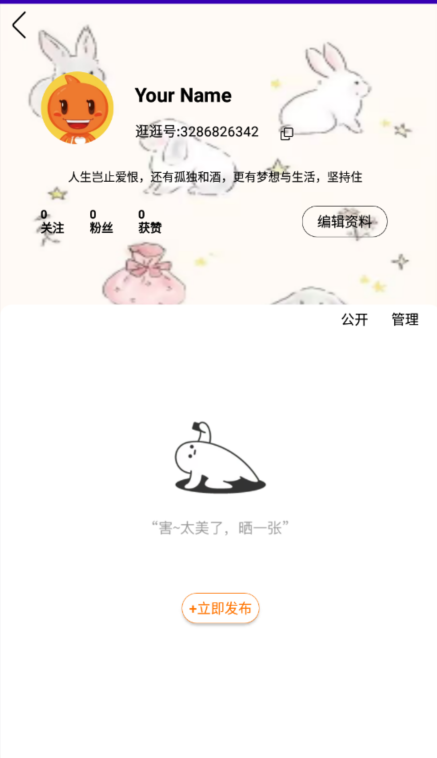 Your Name
逛逛号:3286826342
人生岂止爱恨，还有孤独和酒，更有梦想与生活，坚持住
0 0 0
关注 粉丝 获赞 编辑资料
公开 管理
“害~太美了，晒一张”
+立即发布